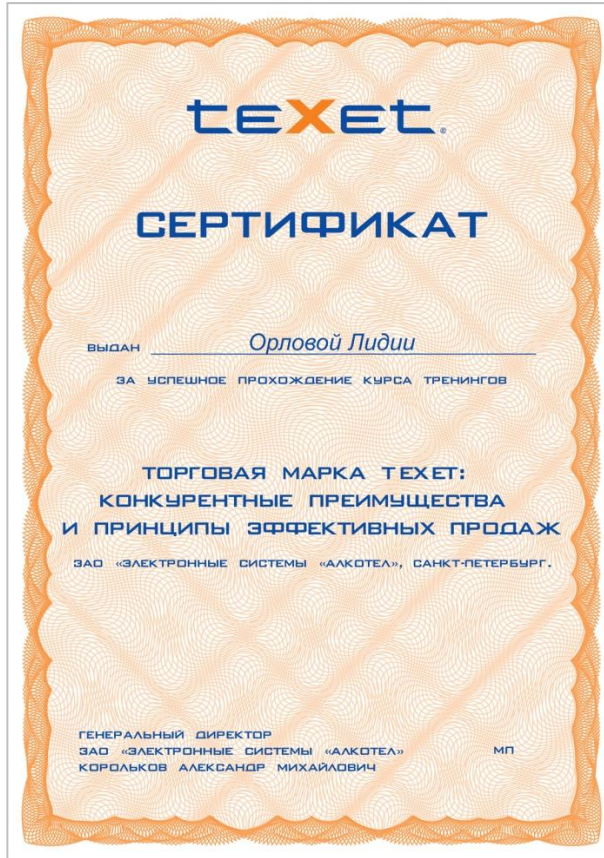 teXet
СЕРТИФИКАТ
ВЫДАН Орловой Лидии
ЗА УСПЕШНОЕ ПРОХОЖДЕНИЕ КУРСА ТРЕНИНГОВ
ТОРГОВАЯ МАРКА TEXET:
КОНКУРЕНТНЫЕ ПРЕИМУЩЕСТВА
И ПРИНЦИПЫ ЭФФЕКТИВНЫХ ПРОДАЖ
ЗАО «ЭЛЕКТРОННЫЕ СИСТЕМЫ «АЛКОТЕЛ», САНКТ-ПЕТЕРБУРГ.
ГЕНЕРАЛЬНЫЙ ДИРЕКТОР
ЗАО «ЭЛЕКТРОННЫЕ СИСТЕМЫ «АЛКОТЕЛ» МП
КОРОЛЬКОВ АЛЕКСАНДР МИХАЙЛОВИЧ